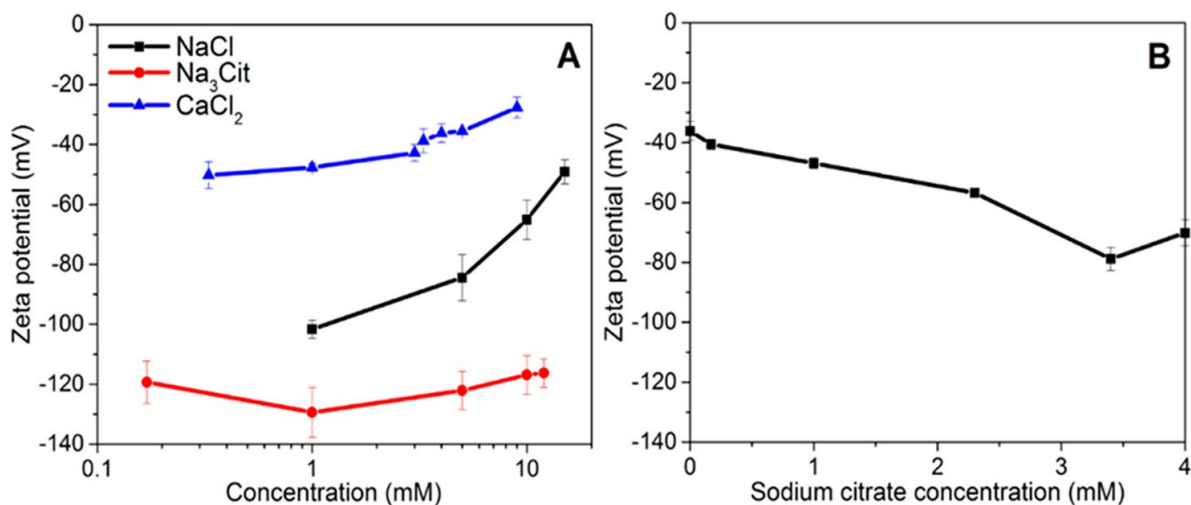 0
-20
-40
-60
-80
-100
-120
-140
Zeta potential (mV)
NaCl
Na₃Cit
CaCl₂
A
0.1
1
10
Concentration (mM)
0
-20
-40
-60
-80
-100
-120
-140
Zeta potential (mV)
B
0
1
2
3
4
Sodium citrate concentration (mM)